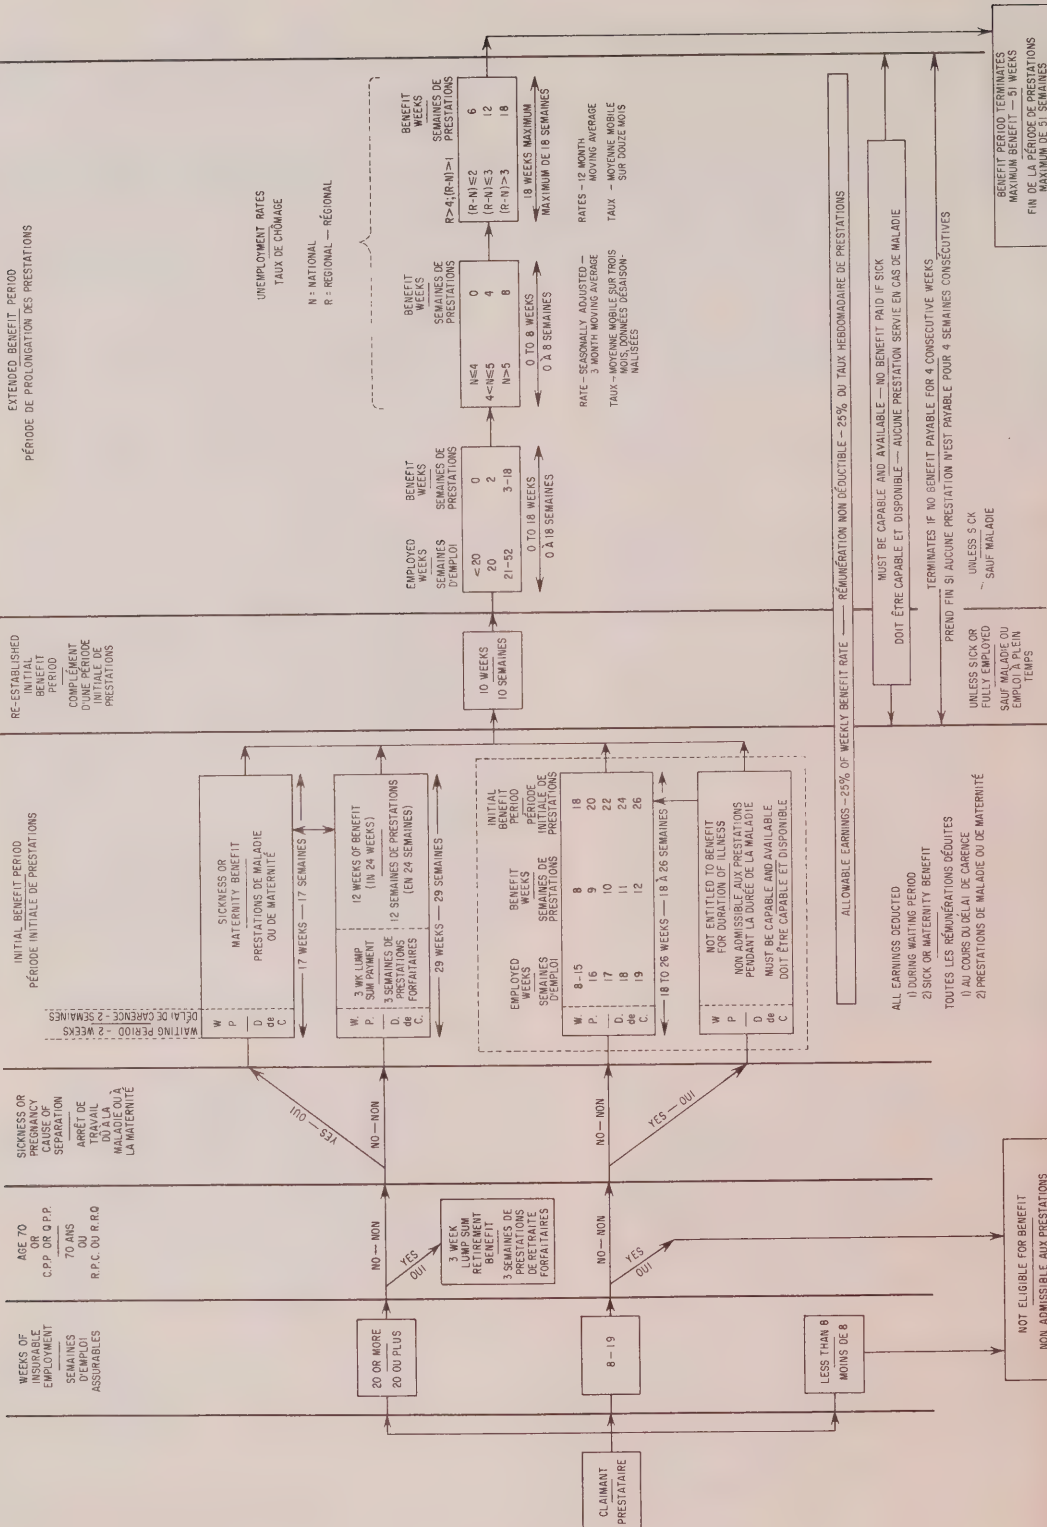 CLAIMANT
PRESTATAIRE
WEEKS OF
INSURABLE
EMPLOYMENT
SEMAINES
D'EMPLOI
ASSURABLES
20 OR MORE
20 OU PLUS
8-19
LESS THAN 8
MOINS DE 8
AGE 70
OR
C.P.P OR Q.P.P.
70 ANS
OU
R.P.C. OU R.R.Q
NO—NON
YES
OUI
3 WEEK
LUMP SUM
RETIREMENT
BENEFIT
3 SEMAINES DE
PRESTATIONS
DE RETRAITE
FORFAITAIRES
NO—NON
YES
OUI
NOT ELIGIBLE FOR BENEFIT
NON ADMISSIBLE AUX PRESTATIONS
SICKNESS OR
PREGNANCY
CAUSE OF
SEPARATION
ARRÊT DE
TRAVAIL
DÛ À LA
MALADIE OU À
LA MATERNITÉ
YES—OUI
NO—NON
NO—NON
YES—OUI
INITIAL BENEFIT PERIOD
PÉRIODE INITIALE DE PRESTATIONS
WAITING PERIOD - 2 WEEKS
DÉLAI DE CARENCE - 2 SEMAINES
W
P
D
de
C
SICKNESS OR
MATERNITY BENEFIT
PRESTATIONS DE MALADIE
OU DE MATERNITÉ
17 WEEKS—17 SEMAINES
W.
P.
D.
de
C.
3 WK LUMP
SUM PAYMENT
3 SEMAINES DE
PRESTATIONS
FORFAITAIRES
12 WEEKS OF BENEFIT
(IN 24 WEEKS)
12 SEMAINES DE PRESTATIONS
(EN 24 SEMAINES)
29 WEEKS—29 SEMAINES
EMPLOYED
WEEKS
SEMAINES
D'EMPLOI
BENEFIT
WEEKS
SEMAINES DE
PRESTATIONS
INITIAL
BENEFIT
PERIOD
PÉRIODE
INITIALE DE
PRESTATIONS
W.
P.
D.
de
C.
8-15 8 18
16 9 20
17 10 22
18 11 24
19 12 26
18 TO 26 WEEKS—18 À 26 SEMAINES
W
P
D
de
C
NOT ENTITLED TO BENEFIT
FOR DURATION OF ILLNESS
NON ADMISSIBLE AUX PRESTATIONS
PENDANT LA DURÉE DE LA MALADIE
MUST BE CAPABLE AND AVAILABLE
DOIT ÊTRE CAPABLE ET DISPONIBLE
ALLOWABLE EARNINGS-25% OF WEEKLY BENEFIT RATE — RÉMUNÉRATION NON DÉDUCTIBLE - 25% DU TAUX HEBDOMADAIRE DE PRESTATIONS
ALL EARNINGS DEDUCTED
1) DURING WAITING PERIOD
2) SICK OR MATERNITY BENEFIT
TOUTES LES RÉMUNÉRATIONS DÉDUITES
1) AU COURS DU DÉLAI DE CARENCE
2) PRESTATIONS DE MALADIE OU DE MATERNITÉ
RE-ESTABLISHED
INITIAL
BENEFIT
PERIOD
COMPLÉMENT
D'UNE PÉRIODE
INITIALE DE
PRESTATIONS
10 WEEKS
10 SEMAINES
EXTENDED BENEFIT PERIOD
PÉRIODE DE PROLONGATION DES PRESTATIONS
EMPLOYED
WEEKS
SEMAINES
D'EMPLOI
BENEFIT
WEEKS
SEMAINES DE
PRESTATIONS
<20 0
20 2
21-52 3-18
0 TO 18 WEEKS
0 À 18 SEMAINES
UNEMPLOYMENT RATES
TAUX DE CHÔMAGE
N = NATIONAL
R = REGIONAL—RÉGIONAL
BENEFIT
WEEKS
SEMAINES DE
PRESTATIONS
N≤4 0
4<N≤5 4
N>5 8
0 TO 8 WEEKS
0 À 8 SEMAINES
RATE-SEASONALLY ADJUSTED—
3 MONTH MOVING AVERAGE
TAUX-MOYENNE MOBILE SUR TROIS
MOIS, DONNÉES DÉSAISON-
NALISÉES
BENEFIT
WEEKS
SEMAINES DE
PRESTATIONS
R>4;(R-N)>1
(R-N)≤2 6
(R-N)≤3 12
(R-N)>3 18
18 WEEKS MAXIMUM
MAXIMUM DE 18 SEMAINES
RATES-12 MONTH
MOVING AVERAGE
TAUX - MOYENNE MOBILE
SUR DOUZE MOIS
MUST BE CAPABLE AND AVAILABLE—NO BENEFIT PAID IF SICK
DOIT ÊTRE CAPABLE ET DISPONIBLE—AUCUNE PRESTATION SERVIE EN CAS DE MALADIE
TERMINATES IF NO BENEFIT PAYABLE FOR 4 CONSECUTIVE WEEKS
PREND FIN SI AUCUNE PRESTATION N'EST PAYABLE POUR 4 SEMAINES CONSÉCUTIVES
UNLESS SICK OR
FULLY EMPLOYED
SAUF MALADIE OU
EMPLOI À PLEIN
TEMPS
UNLESS S CK
SAUF MALADIE
BENEFIT PERIOD TERMINATES
MAXIMUM BENEFIT—51 WEEKS
FIN DE LA PÉRIODE DE PRESTATIONS
MAXIMUM DE 51 SEMAINES